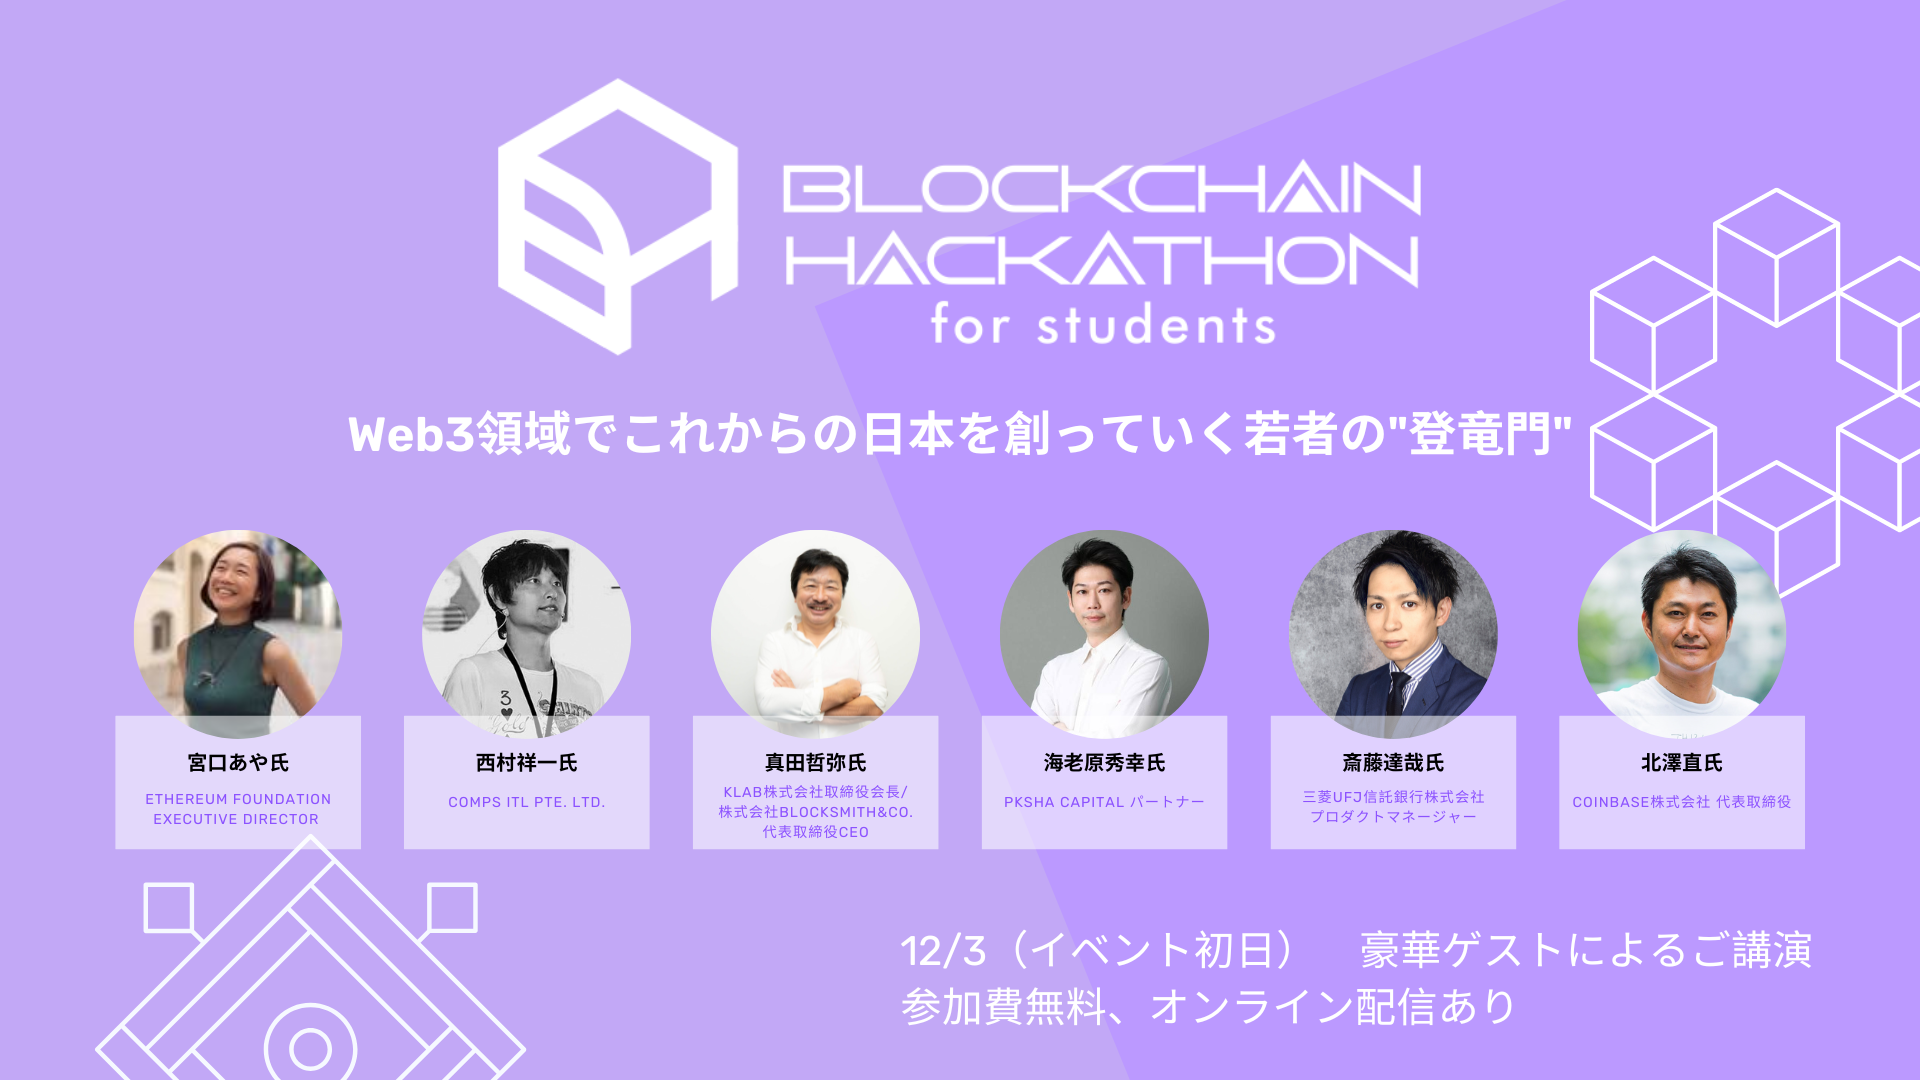 BLOCKCHAIN
HACKATHON
for students
Web3領域でこれからの日本を創っていく若者の"登竜門"
宮口あや氏
ETHEREUM FOUNDATION
EXECUTIVE DIRECTOR
西村祥一氏
COMPS ITL PTE. LTD.
真田哲弥氏
KLAB株式会社取締役会長/
株式会社BLOCKSMITH&CO.
代表取締役CEO
海老原秀幸氏
PKSHA CAPITAL パートナー
斎藤達哉氏
三菱UFJ信託銀行株式会社
プロダクトマネージャー
北澤直氏
COINBASE株式会社 代表取締役
12/3（イベント初日）　豪華ゲストによるご講演
参加費無料、オンライン配信あり